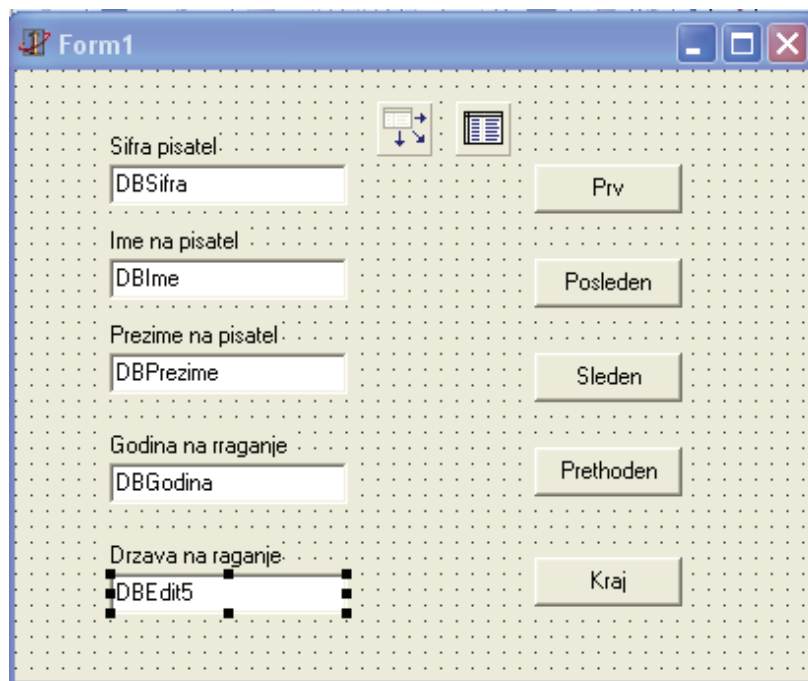 Form1
Sifra pisatel
DBSifra
Prv
Ime na pisatel
DBIme
Posleden
Prezime na pisatel
DBPrezime
Sleden
Godina na rraganje
DBGodina
Prethoden
Drzava na raganje
DBEdit5
Kraj